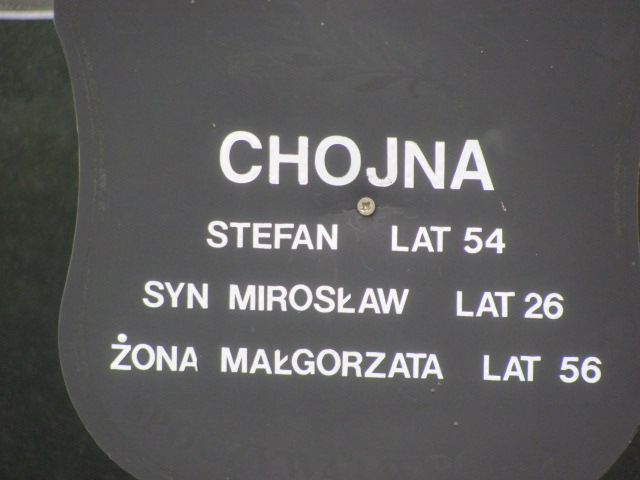 CHOJNA
STEFAN LAT 54
SYN MIROSŁAW LAT 26
ŻONA MAŁGORZATA LAT 56